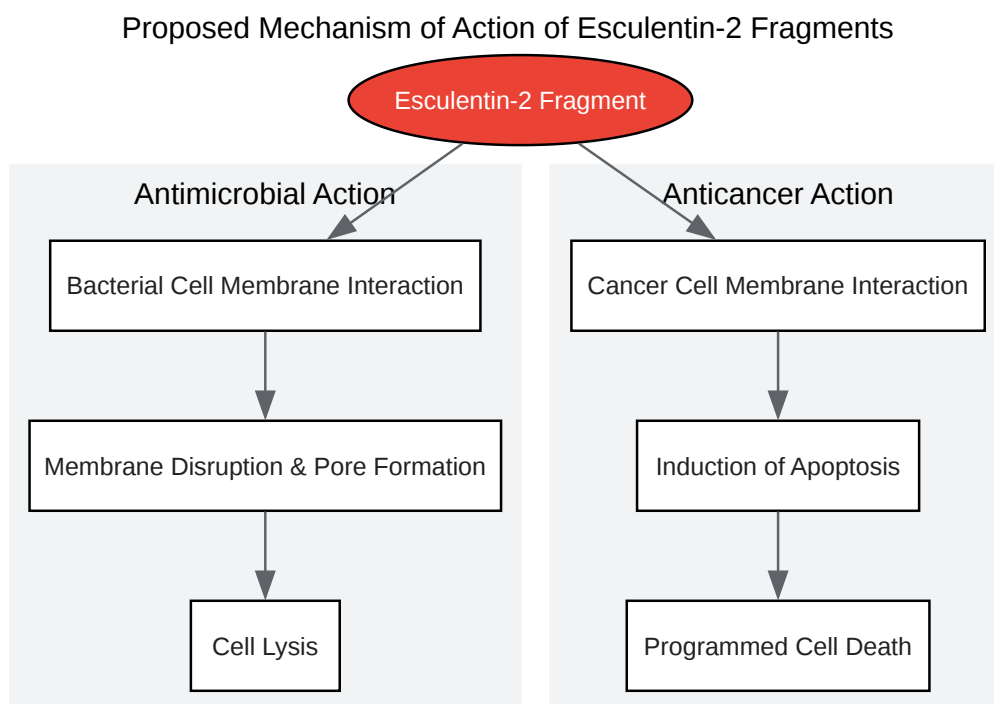 Proposed Mechanism of Action of Esculentin-2 Fragments
Esculentin-2 Fragment
Antimicrobial Action
Bacterial Cell Membrane Interaction
Membrane Disruption & Pore Formation
Cell Lysis
Anticancer Action
Cancer Cell Membrane Interaction
Induction of Apoptosis
Programmed Cell Death